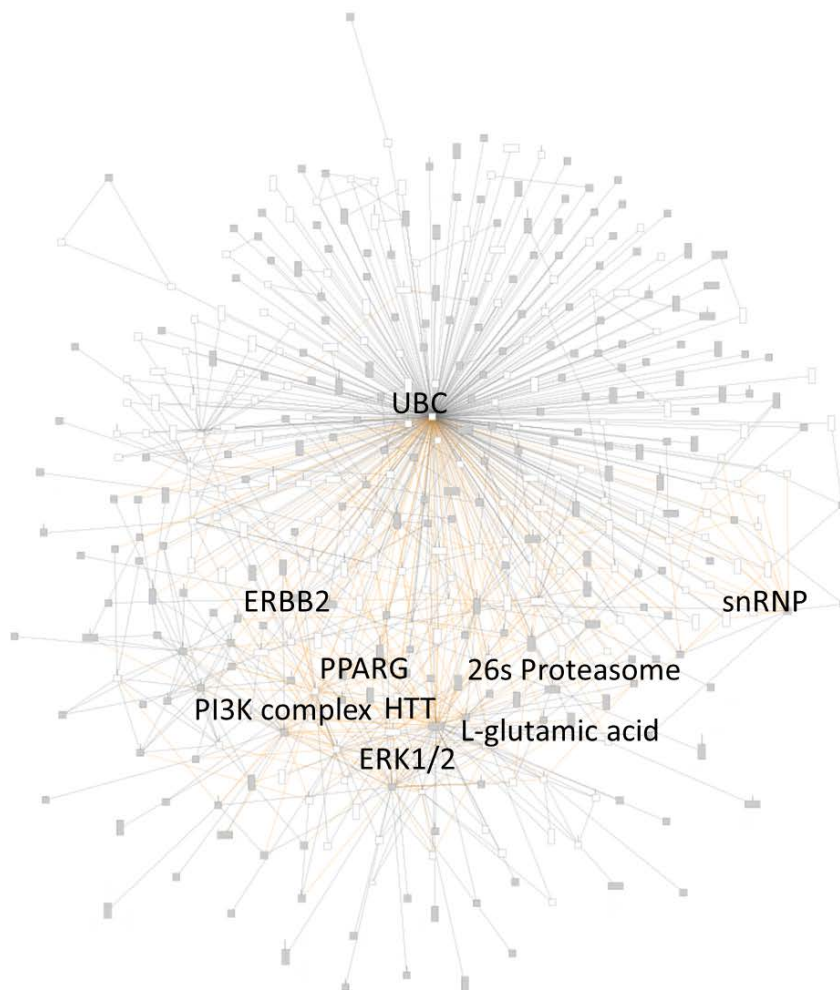 UBC
ERBB2
snRNP
PPARG
26s Proteasome
PI3K complex
HTT
L-glutamic acid
ERK1/2